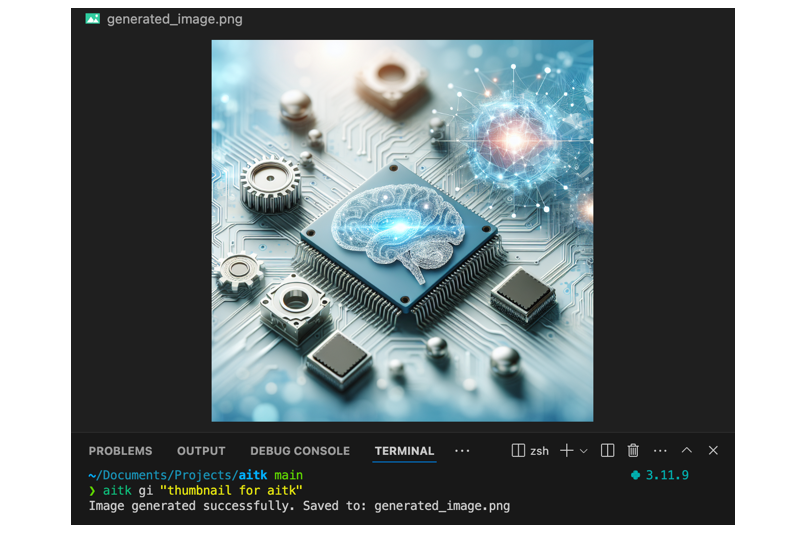 generated_image.png
PROBLEMS OUTPUT DEBUG CONSOLE TERMINAL ··· zsh
~/Documents/Projects/aitk main 3.11.9
❯ aitk gi "thumbnail for aitk"
Image generated successfully. Saved to: generated_image.png